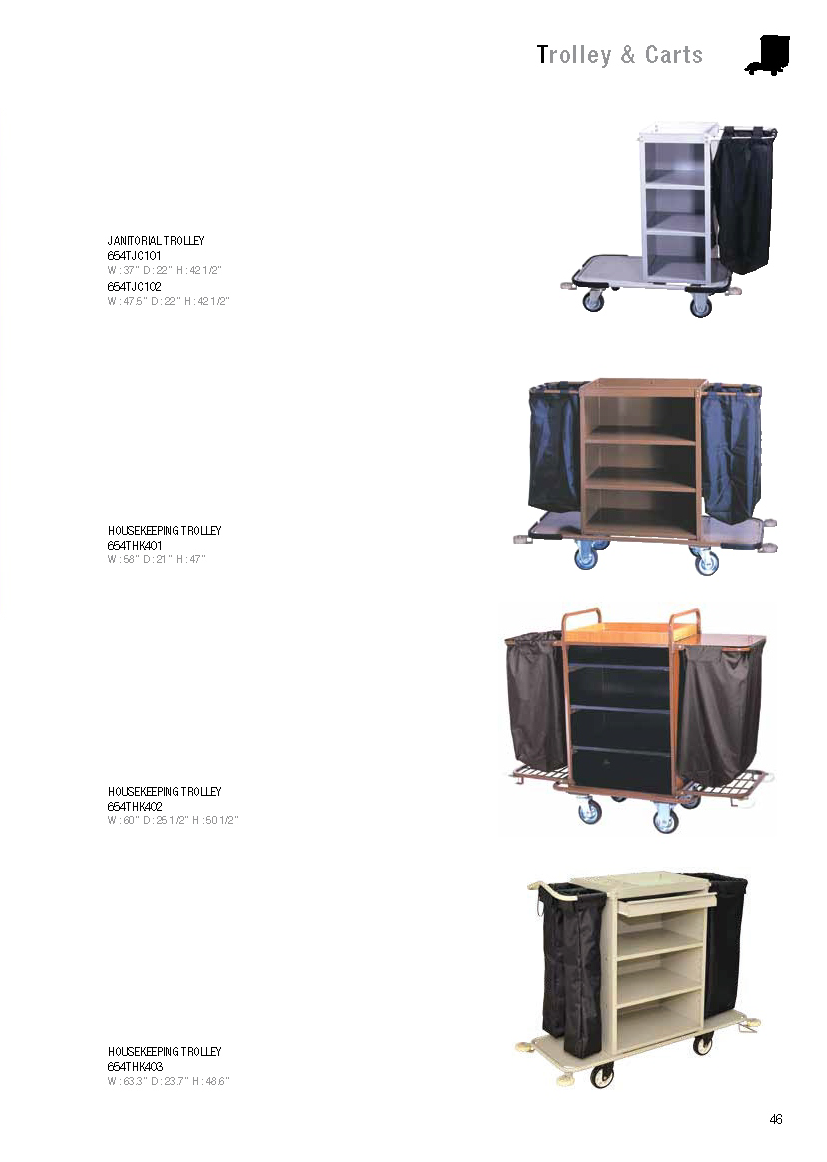 Trolley & Carts
JANITORIAL TROLLEY
654TJC101
W : 37" D : 22" H : 42 1/2"
654TJC102
W : 47.5" D : 22" H : 42 1/2"
HOUSEKEEPING TROLLEY
654THK401
W : 58" D : 21" H : 47"
HOUSEKEEPING TROLLEY
654THK402
W : 60" D : 25 1/2" H : 50 1/2"
HOUSEKEEPING TROLLEY
654THK403
W : 63.3" D : 23.7" H : 48.6"
46